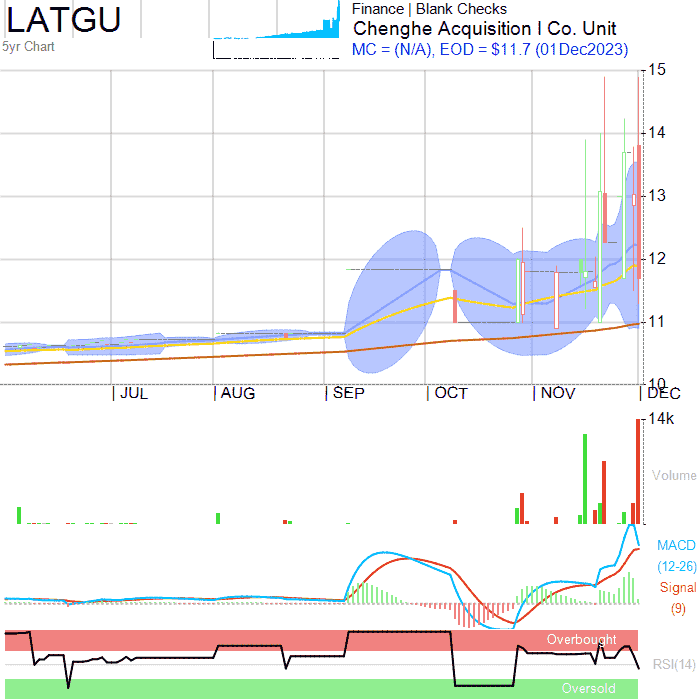 LATGU
5yr Chart
Finance | Blank Checks
Chenghe Acquisition I Co. Unit
MC = (N/A), EOD = $11.7 (01Dec2023)
15
14
13
12
11
10
JUL
AUG
SEP
OCT
NOV
DEC
14k
Volume
MACD
(12-26)
Signal
(9)
Overbought
RSI(14)
Oversold